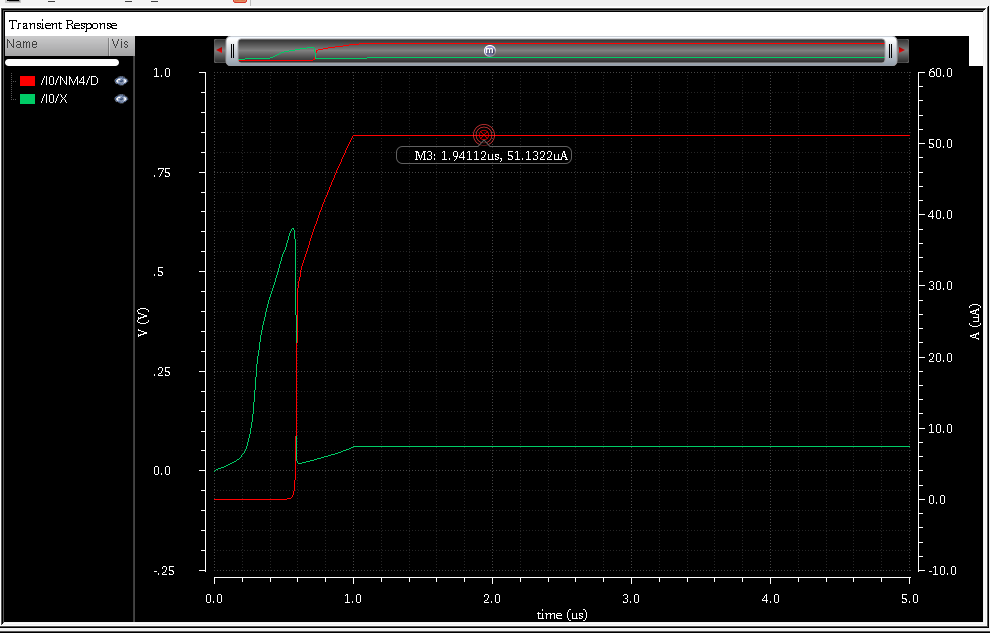 Transient Response
Name Vis
m
/I0/NM4/D
/I0/X
1.0
.75
.5
.25
0.0
-.25
V (V)
M3: 1.94112us, 51.1322uA
60.0
50.0
40.0
30.0
20.0
10.0
0.0
-10.0
A (uA)
0.0 1.0 2.0 3.0 4.0 5.0
time (us)